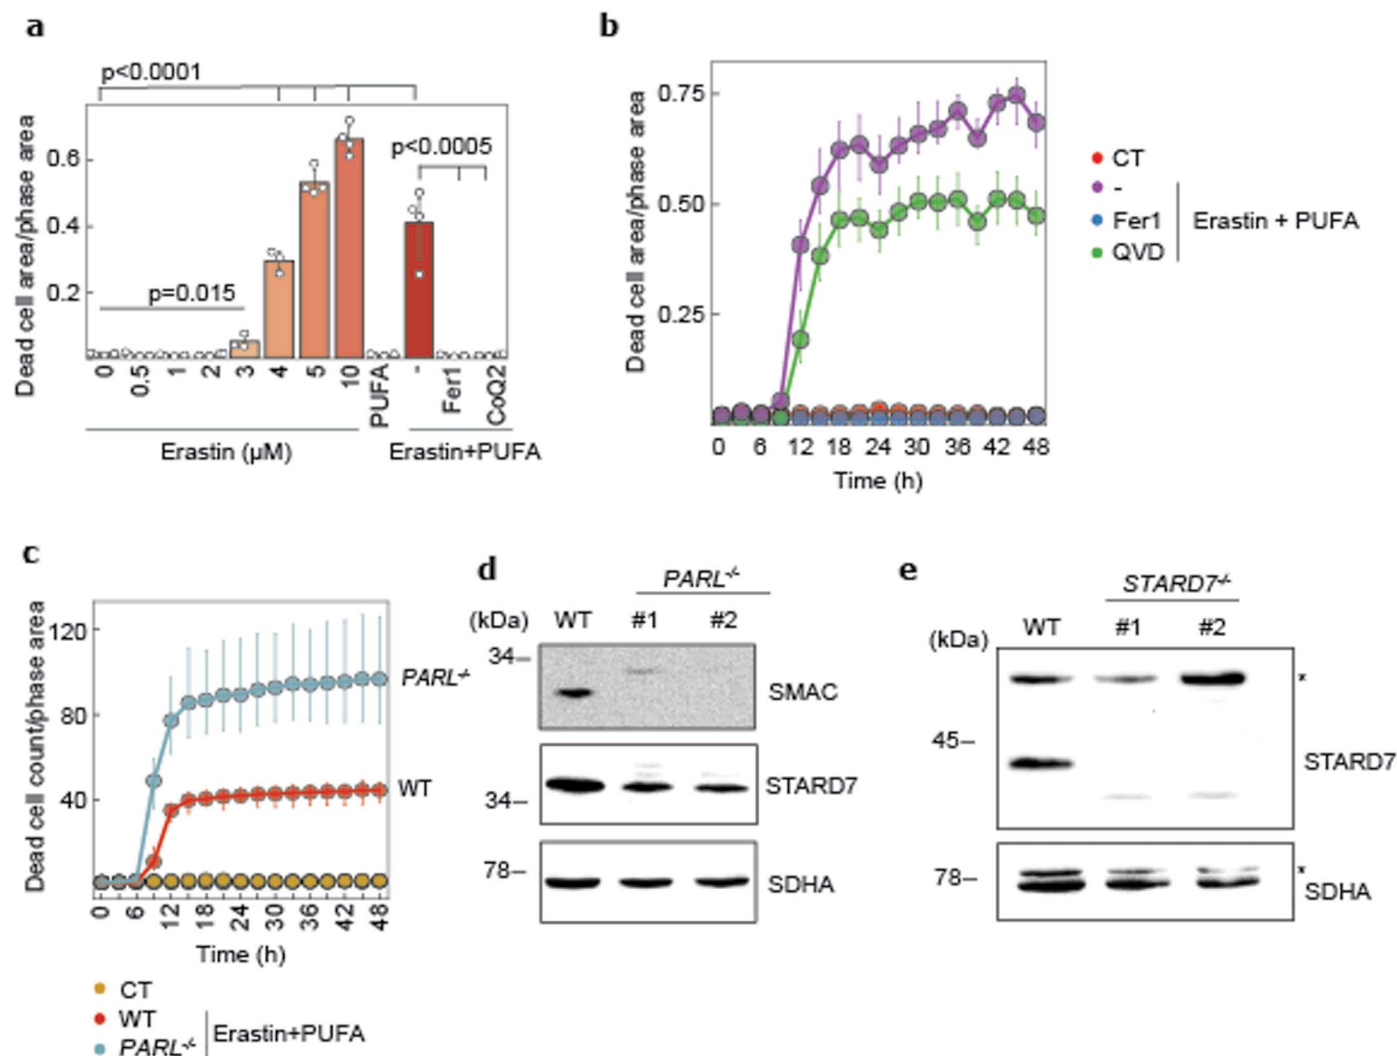 a
p<0.0001
p<0.0005
p=0.015
Dead cell area/phase area
0.6
0.4
0.2
0 0.5 1 2 3 4 5 10 PUFA - Fer1 CoQ2
Erastin (µM)
Erastin+PUFA
b
Dead cell area/phase area
0.75
0.50
0.25
0 6 12 18 24 30 36 42 48
Time (h)
CT
-
Fer1
QVD
Erastin + PUFA
c
Dead cell count/phase area
120
80
40
PARL-/-
WT
0 6 12 18 24 30 36 42 48
Time (h)
CT
WT
PARL-/-
Erastin+PUFA
d
PARL-/-
(kDa) WT #1 #2
34
SMAC
STARD7
34
78
SDHA
e
STARD7-/-
(kDa) WT #1 #2
*
45
STARD7
*
78
SDHA